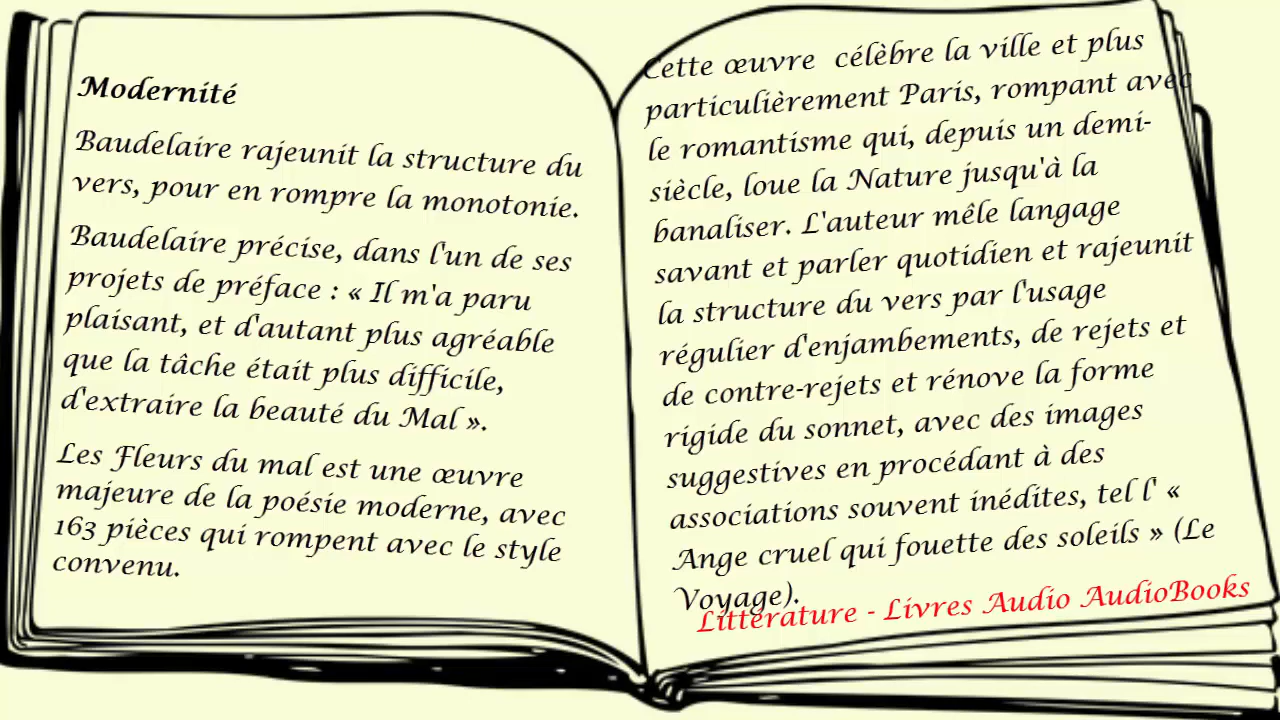 Modernité
Baudelaire rajeunit la structure du
vers, pour en rompre la monotonie.
Baudelaire précise, dans l'un de ses
projets de préface : « Il m'a paru
plaisant, et d'autant plus agréable
que la tâche était plus difficile,
d'extraire la beauté du Mal ».
Les Fleurs du mal est une œuvre
majeure de la poésie moderne, avec
163 pièces qui rompent avec le style
convenu.
Cette œuvre célèbre la ville et plus
particulièrement Paris, rompant avec
le romantisme qui, depuis un demi-
siècle, loue la Nature jusqu'à la
banaliser. L'auteur mêle langage
savant et parler quotidien et rajeunit
la structure du vers par l'usage
régulier d'enjambements, de rejets et
de contre-rejets et rénove la forme
rigide du sonnet, avec des images
suggestives en procédant à des
associations souvent inédites, tel l' «
Ange cruel qui fouette des soleils » (Le
Voyage).
Littérature - Livres Audio AudioBooks